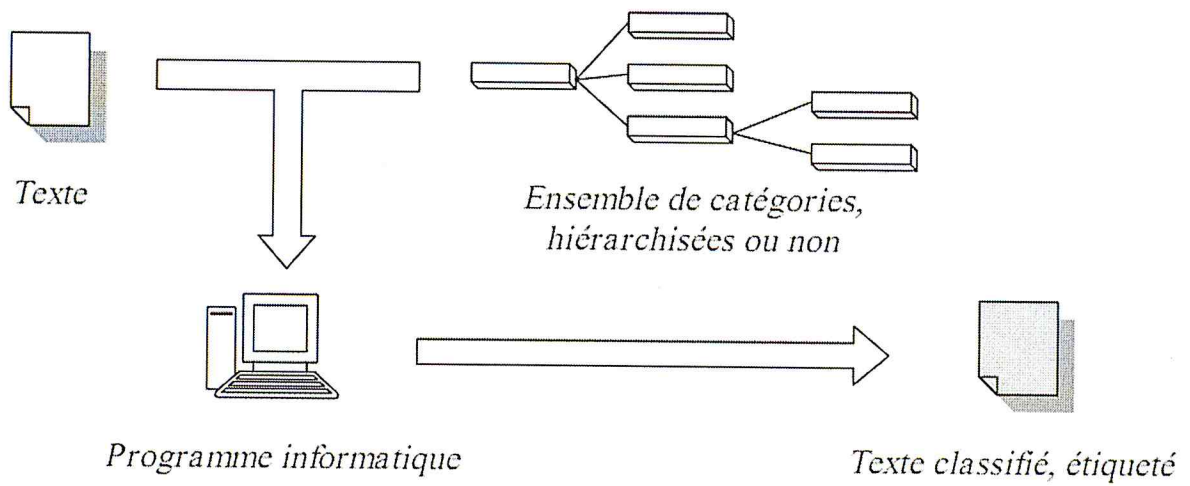 Texte
Ensemble de catégories,
hiérarchisées ou non
Programme informatique
Texte classifié, étiqueté